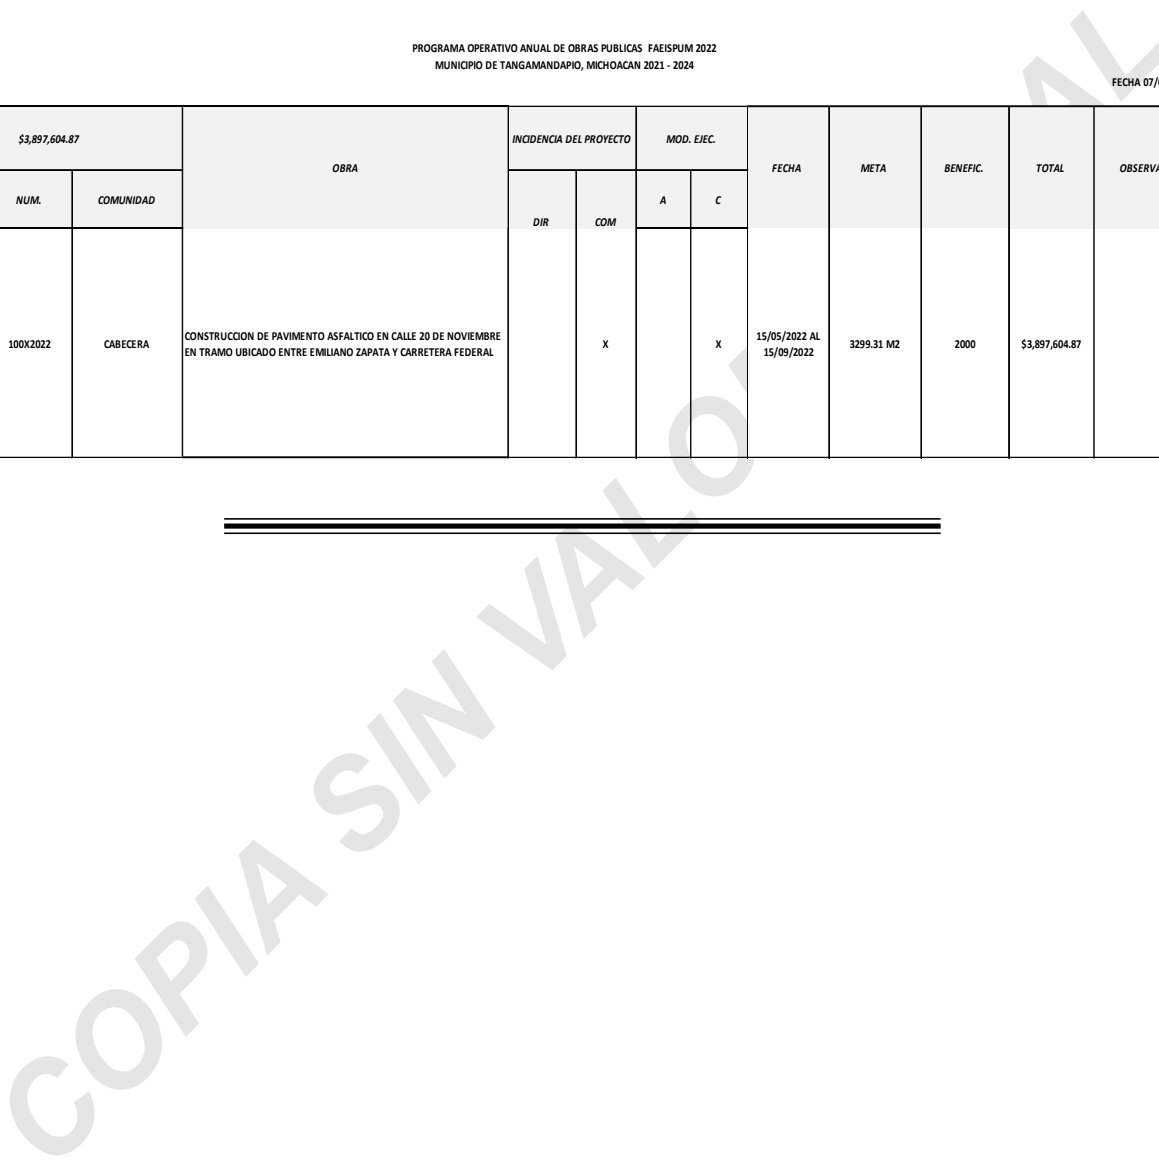 PROGRAMA OPERATIVO ANUAL DE OBRAS PUBLICAS FAEISPUM 2022
MUNICIPIO DE TANGAMANDAPIO, MICHOACAN 2021 - 2024
FECHA 07/
$3,897,604.87
OBRA
INCIDENCIA DEL PROYECTO
MOD. EJEC.
FECHA
META
BENEFIC.
TOTAL
OBSERVA
NUM.
COMUNIDAD
DIR
COM
A
C
100X2022
CABECERA
CONSTRUCCION DE PAVIMENTO ASFALTICO EN CALLE 20 DE NOVIEMBRE
EN TRAMO UBICADO ENTRE EMILIANO ZAPATA Y CARRETERA FEDERAL
X
X
15/05/2022 AL
15/09/2022
3299.31 M2
2000
$3,897,604.87
COPIA SIN VALO
AL